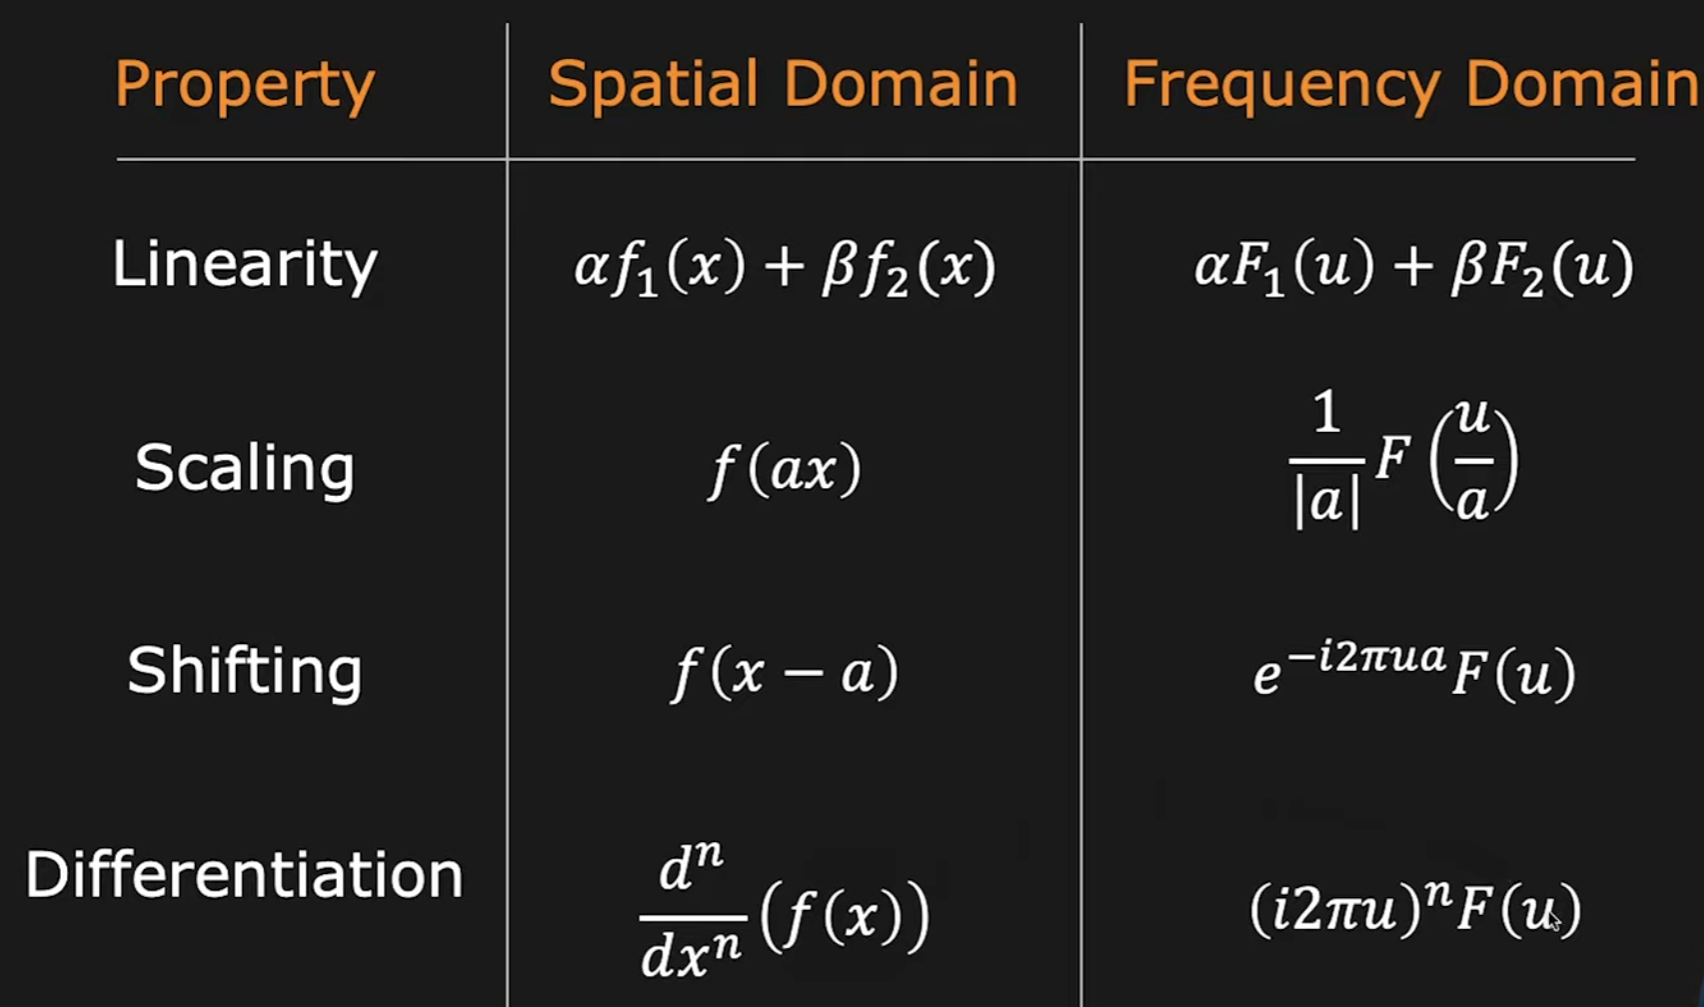 Property Spatial Domain Frequency Domain
Linearity αf₁(x) + βf₂(x) αF₁(u) + βF₂(u)
Scaling f(ax) 1/|a| F(u/a)
Shifting f(x − a) e^{−i2πua}F(u)
Differentiation dⁿ/dxⁿ (f(x)) (i2πu)ⁿF(u)